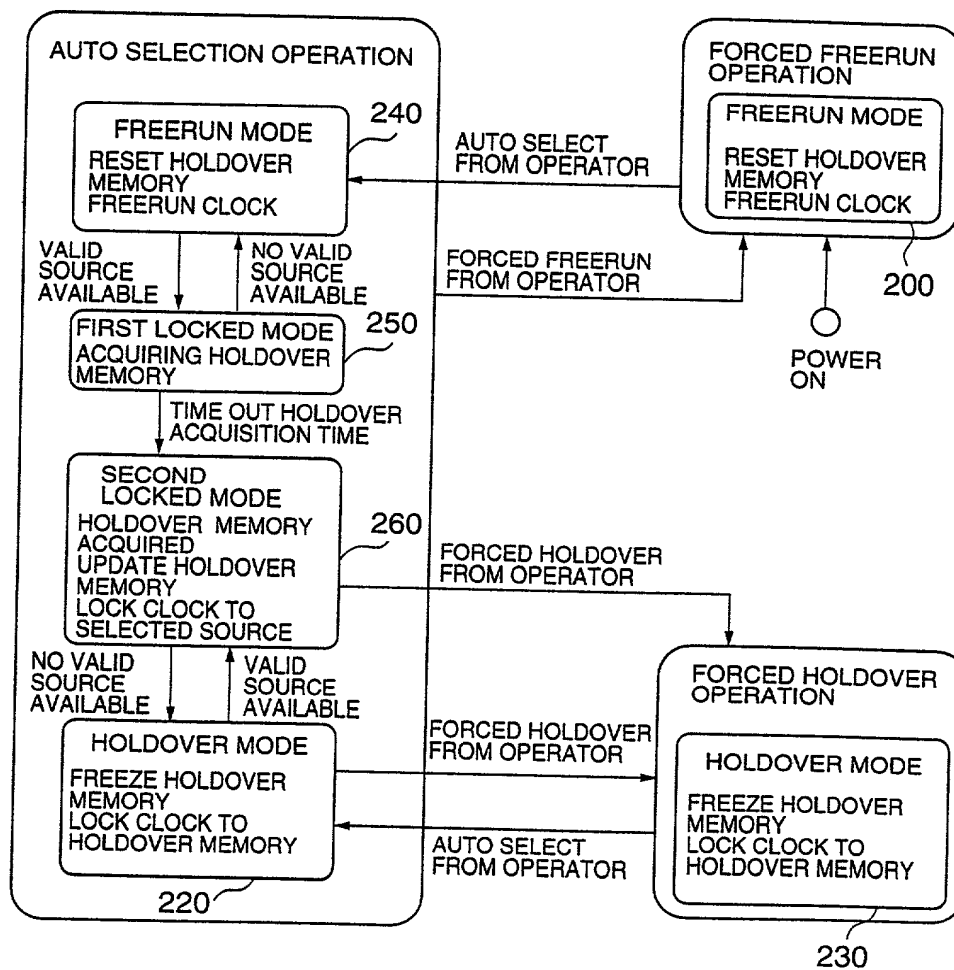 AUTO SELECTION OPERATION
FREERUN MODE
RESET HOLDOVER
MEMORY
FREERUN CLOCK
240
VALID
SOURCE
AVAILABLE
NO VALID
SOURCE
AVAILABLE
FIRST LOCKED MODE
ACQUIRING HOLDOVER
MEMORY
250
TIME OUT HOLDOVER
ACQUISITION TIME
SECOND
LOCKED MODE
HOLDOVER MEMORY
ACQUIRED
UPDATE HOLDOVER
MEMORY
LOCK CLOCK TO
SELECTED SOURCE
260
NO VALID
SOURCE
AVAILABLE
VALID
SOURCE
AVAILABLE
HOLDOVER MODE
FREEZE HOLDOVER
MEMORY
LOCK CLOCK TO
HOLDOVER MEMORY
220
AUTO SELECT
FROM OPERATOR
FORCED FREERUN
FROM OPERATOR
FORCED HOLDOVER
FROM OPERATOR
FORCED HOLDOVER
FROM OPERATOR
AUTO SELECT
FROM OPERATOR
FORCED FREERUN
OPERATION
FREERUN MODE
RESET HOLDOVER
MEMORY
FREERUN CLOCK
200
POWER
ON
FORCED HOLDOVER
OPERATION
HOLDOVER MODE
FREEZE HOLDOVER
MEMORY
LOCK CLOCK TO
HOLDOVER MEMORY
230